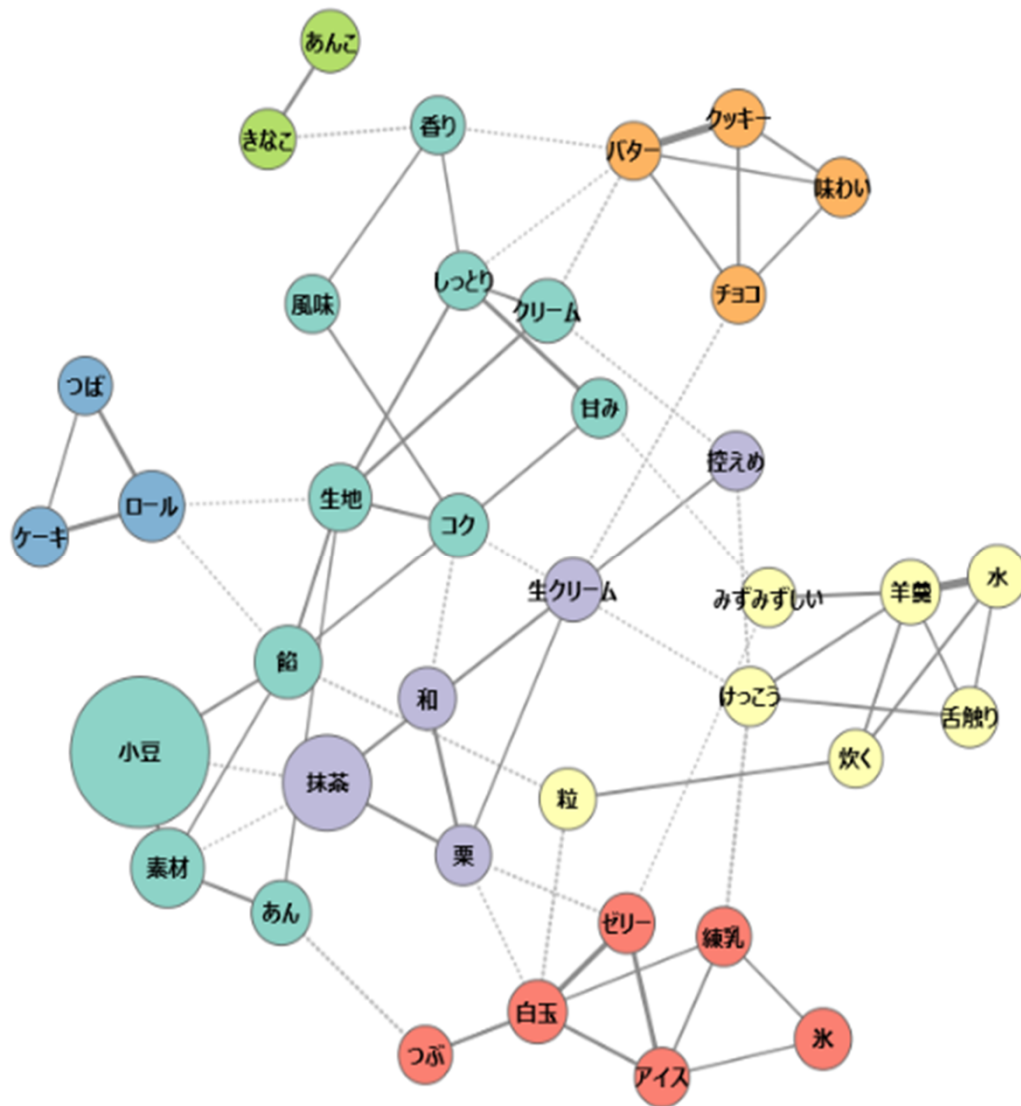 あんこ
きなこ
香り
クッキー
バター
味わい
しっとり
チョコ
風味
クリーム
つぶ
甘み
控えめ
ロール
生地
コク
ケーキ
生クリーム
みずみずしい
羊羹
水
餡
和
けっこう
舌触り
小豆
抹茶
炊く
粒
素材
栗
あん
ゼリー
練乳
白玉
つぶ
アイス
氷